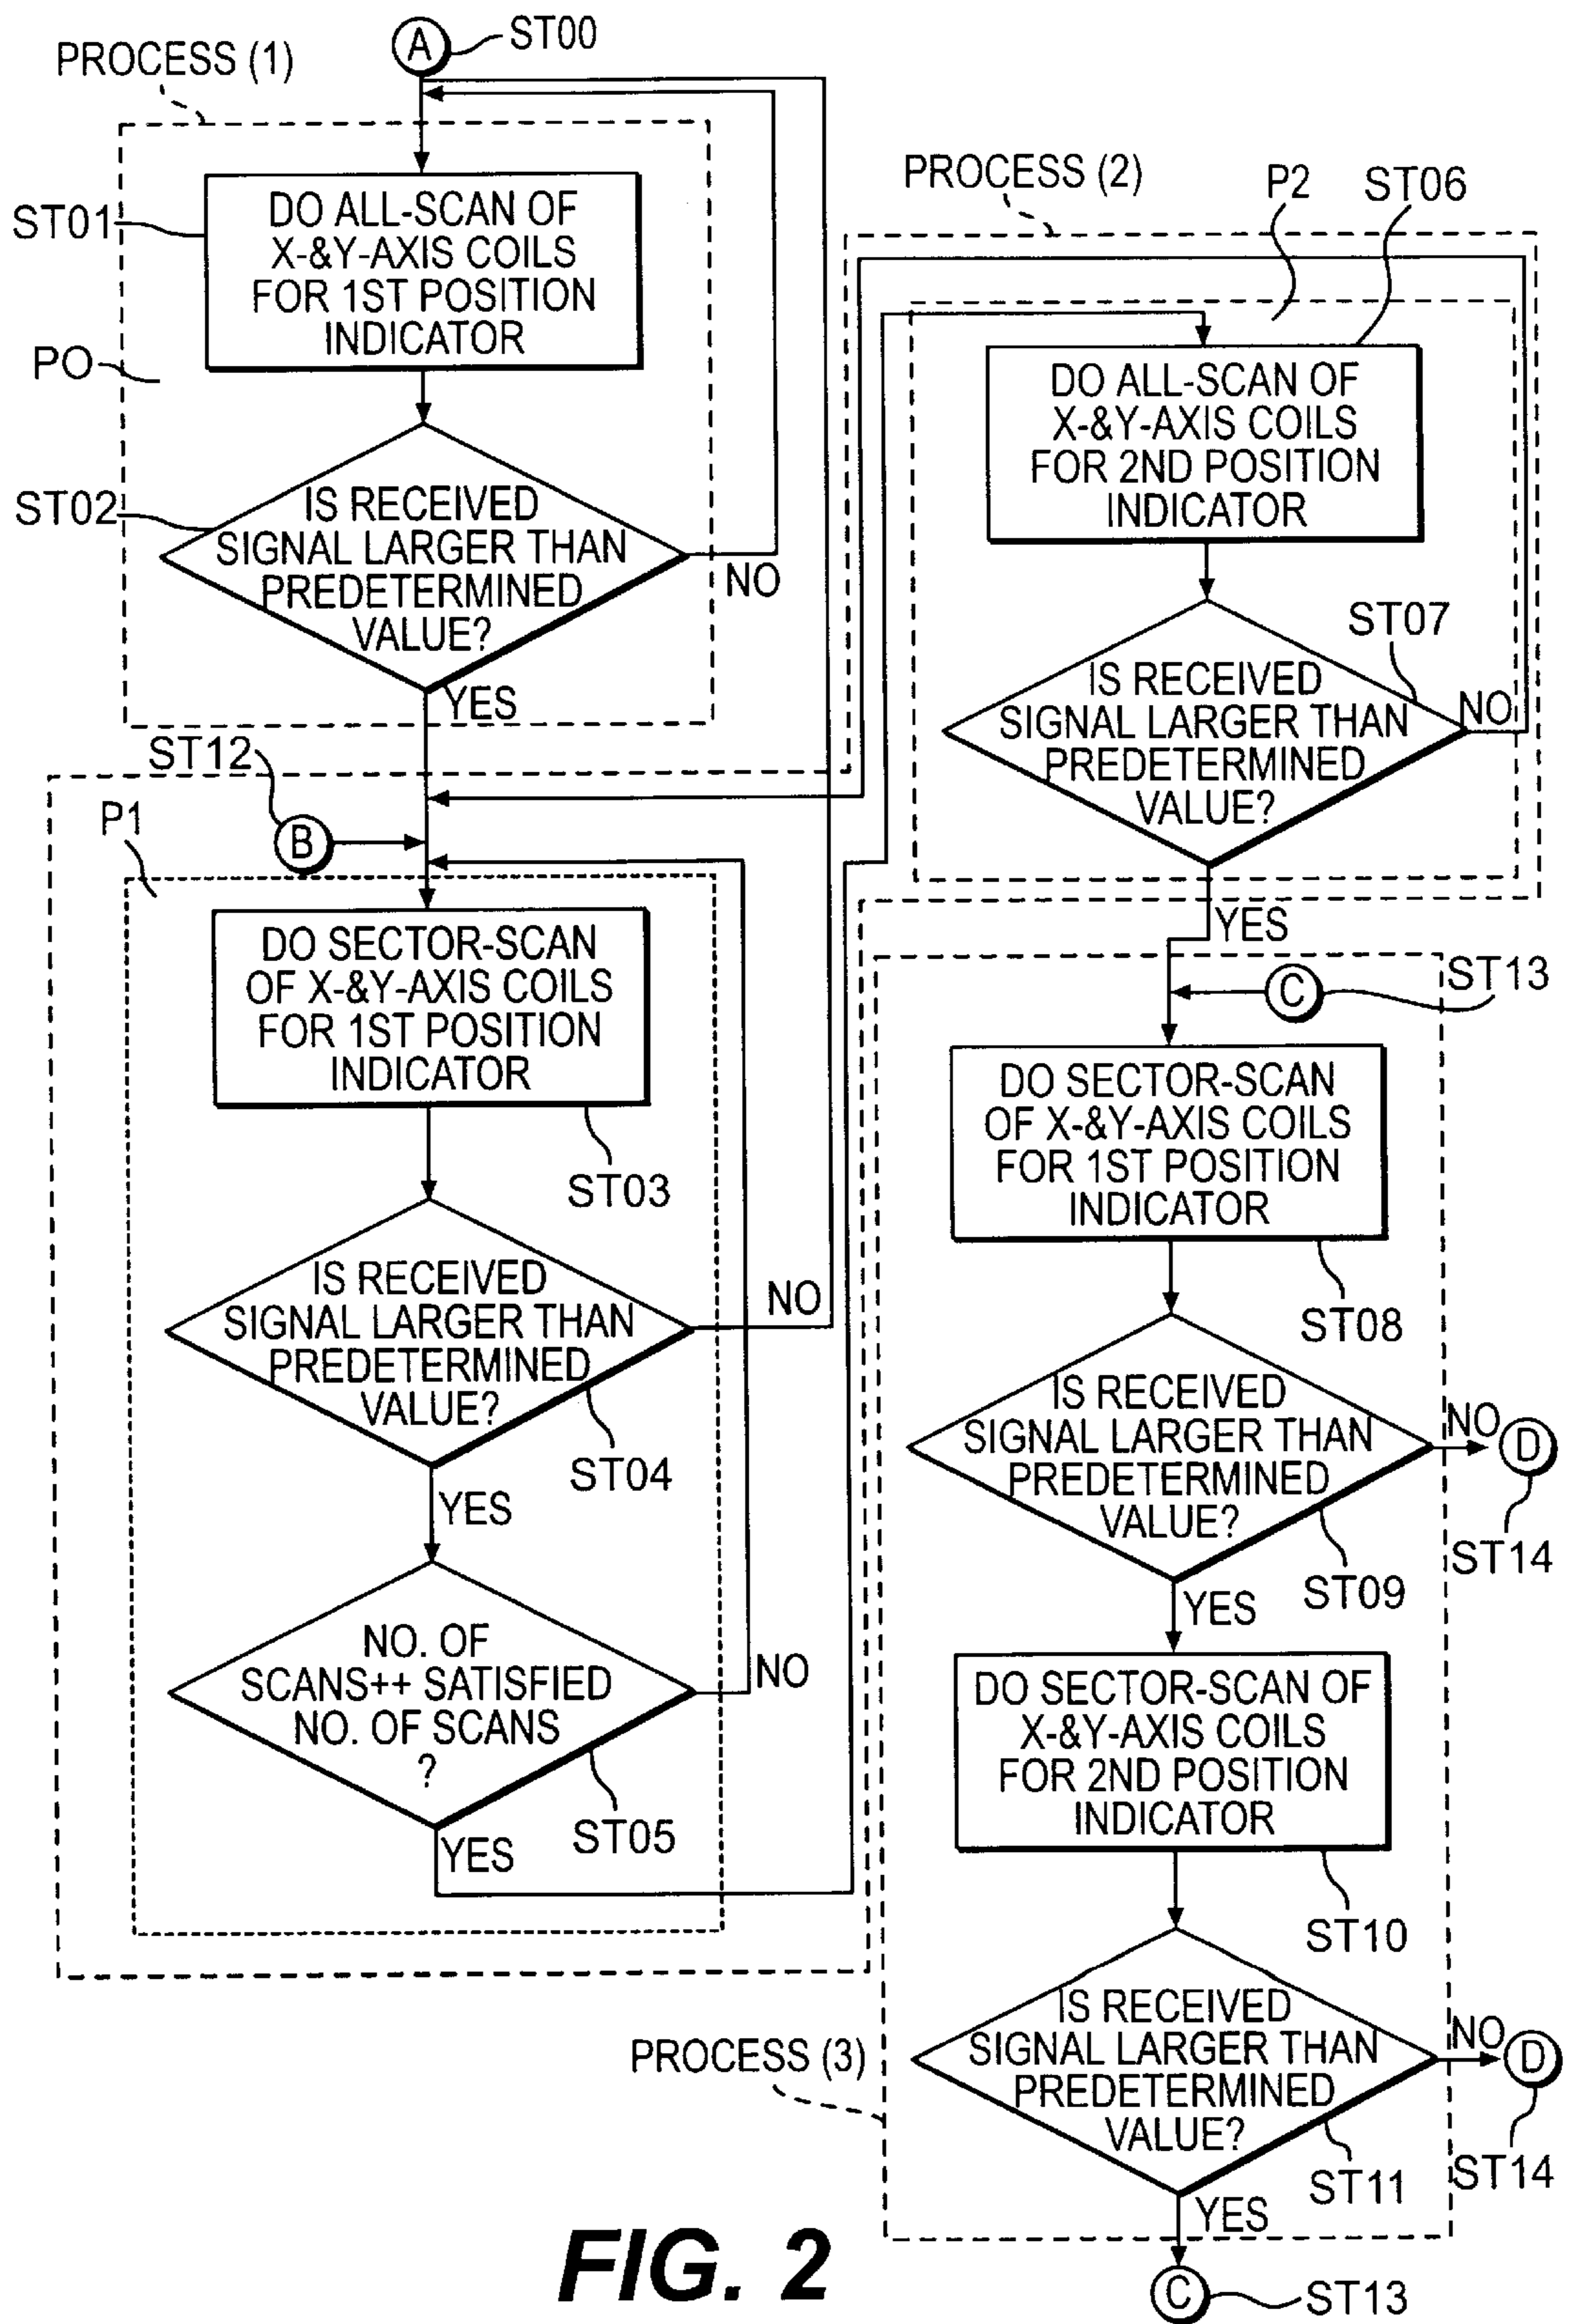 A
ST00
PROCESS (1)
ST01
DO ALL-SCAN OF
X-&Y-AXIS COILS
FOR 1ST POSITION
INDICATOR
PO
ST02
IS RECEIVED
SIGNAL LARGER THAN
PREDETERMINED
VALUE?
NO
YES
ST12
B
P1
DO SECTOR-SCAN
OF X-&Y-AXIS COILS
FOR 1ST POSITION
INDICATOR
ST03
IS RECEIVED
SIGNAL LARGER THAN
PREDETERMINED
VALUE?
NO
ST04
YES
NO. OF
SCANS++ SATISFIED
NO. OF SCANS
?
NO
ST05
YES
PROCESS (2)
P2
ST06
DO ALL-SCAN OF
X-&Y-AXIS COILS
FOR 2ND POSITION
INDICATOR
ST07
IS RECEIVED
SIGNAL LARGER THAN
PREDETERMINED
VALUE?
NO
YES
C
ST13
DO SECTOR-SCAN
OF X-&Y-AXIS COILS
FOR 1ST POSITION
INDICATOR
ST08
IS RECEIVED
SIGNAL LARGER THAN
PREDETERMINED
VALUE?
NO
D
ST14
ST09
YES
DO SECTOR-SCAN OF
X-&Y-AXIS COILS
FOR 2ND POSITION
INDICATOR
ST10
PROCESS (3)
IS RECEIVED
SIGNAL LARGER THAN
PREDETERMINED
VALUE?
NO
D
ST14
ST11
YES
C
ST13
FIG. 2